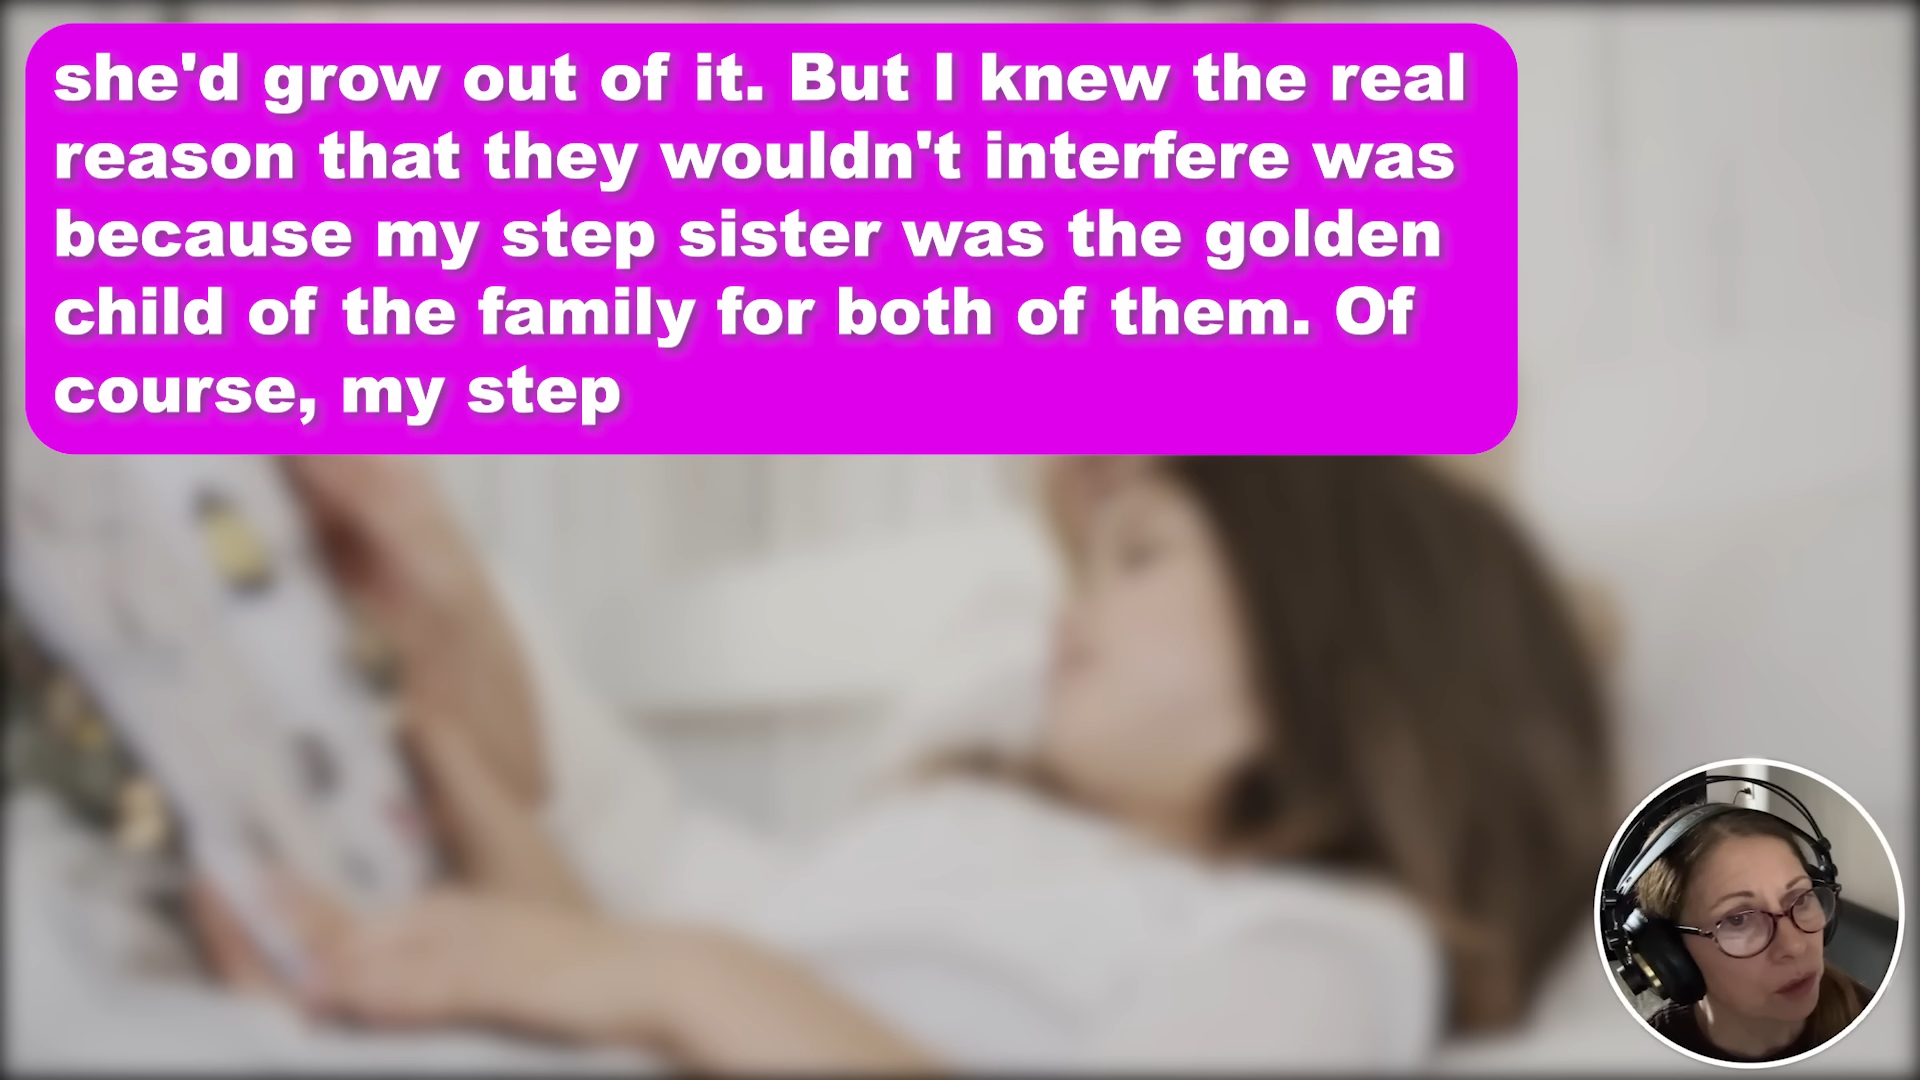 she'd grow out of it. But I knew the real
reason that they wouldn't interfere was
because my step sister was the golden
child of the family for both of them. Of
course, my step